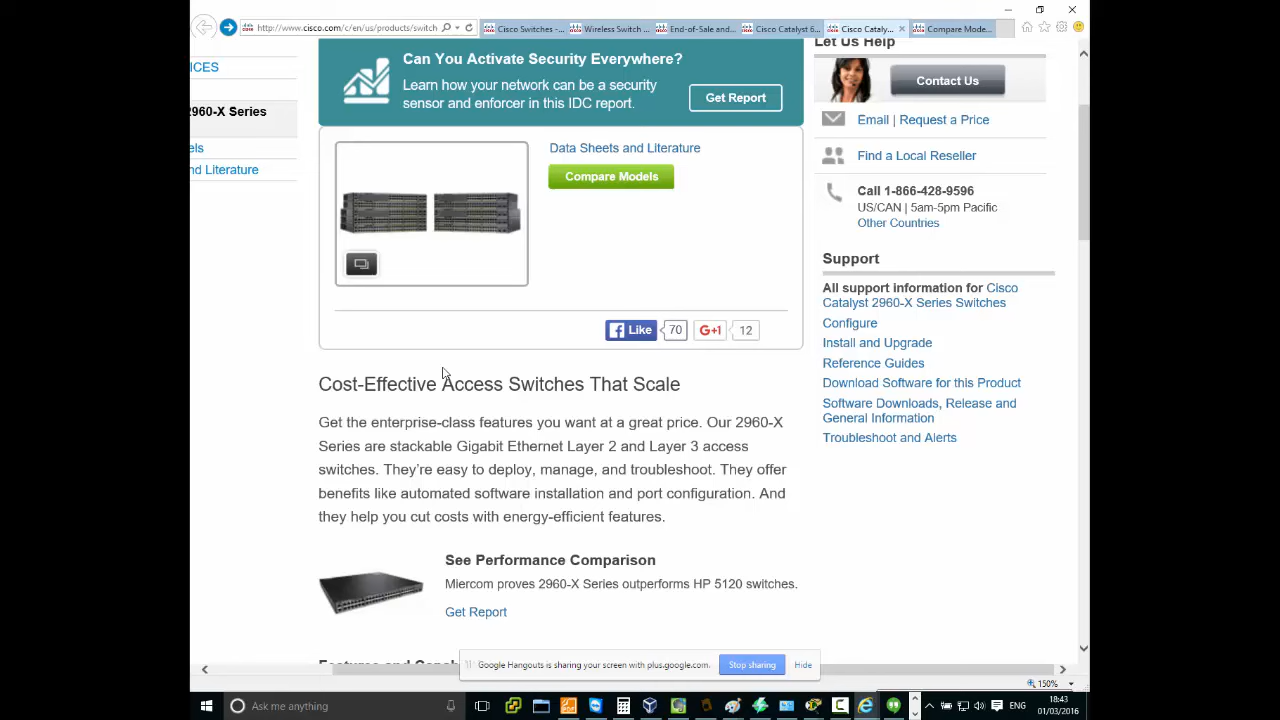 http://www.cisco.com/c/en/us/products/switch
Cisco Switches -...
Wireless Switch ...
End-of-Sale and...
Cisco Catalyst 6...
Cisco Cataly...
Compare Mode...
ICES
960-X Series
els
nd Literature
Can You Activate Security Everywhere?
Learn how your network can be a security
sensor and enforcer in this IDC report.
Get Report
Data Sheets and Literature
Compare Models
Like
70
G+1
12
Cost-Effective Access Switches That Scale
Get the enterprise-class features you want at a great price. Our 2960-X
Series are stackable Gigabit Ethernet Layer 2 and Layer 3 access
switches. They're easy to deploy, manage, and troubleshoot. They offer
benefits like automated software installation and port configuration. And
they help you cut costs with energy-efficient features.
See Performance Comparison
Miercom proves 2960-X Series outperforms HP 5120 switches.
Get Report
Let Us Help
Contact Us
Email | Request a Price
Find a Local Reseller
Call 1-866-428-9596
US/CAN | 5am-5pm Pacific
Other Countries
Support
All support information for Cisco
Catalyst 2960-X Series Switches
Configure
Install and Upgrade
Reference Guides
Download Software for this Product
Software Downloads, Release and
General Information
Troubleshoot and Alerts
Google Hangouts is sharing your screen with plus.google.com.
Stop sharing
Hide
150%
Ask me anything
ENG
18:43
01/03/2016